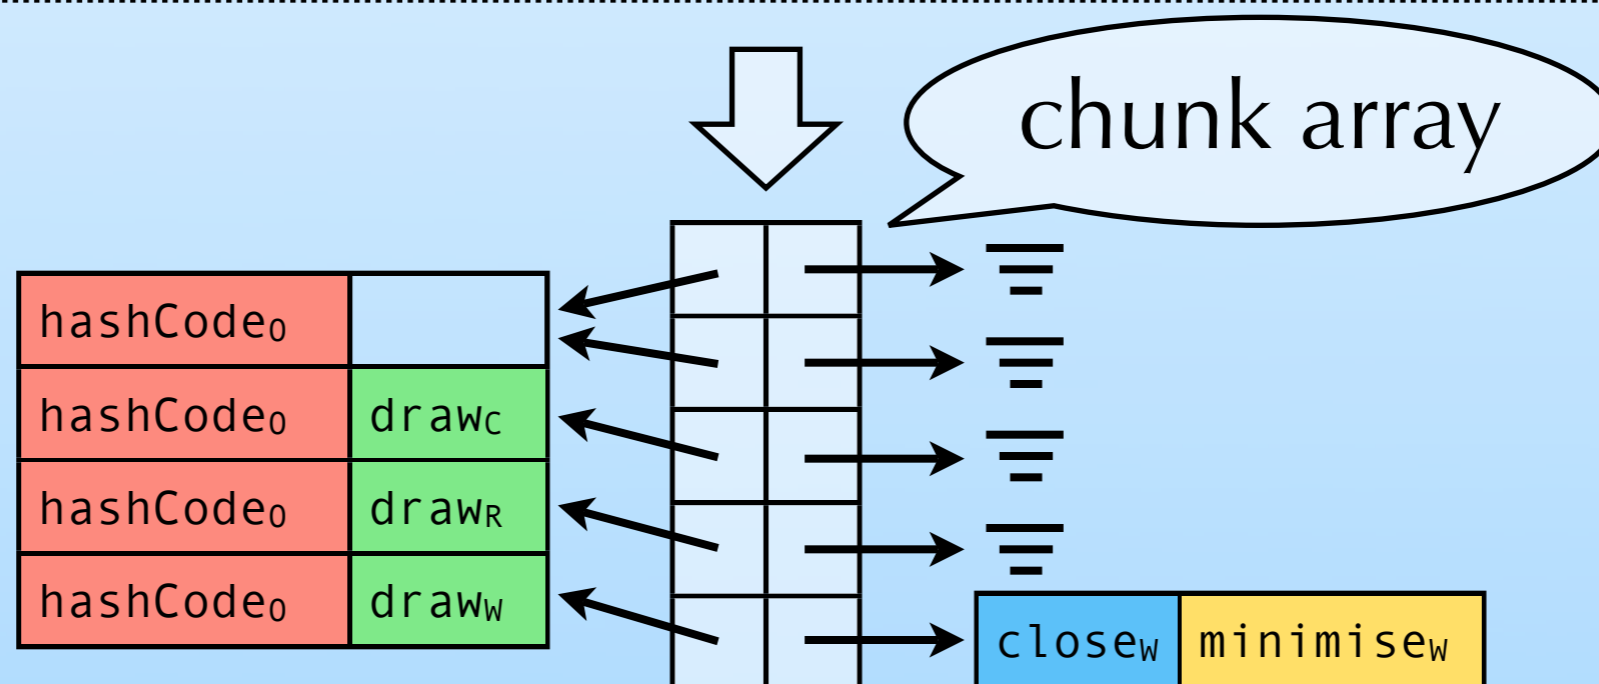 chunk array
hashCodeO
hashCodeO drawC
hashCodeO drawR
hashCodeO drawW
closeW minimiseW